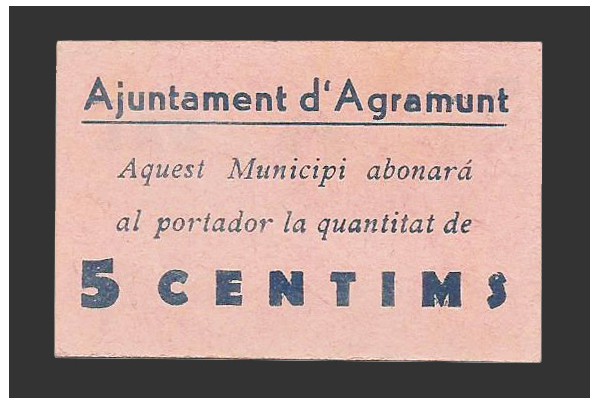 Ajuntament d'Agramunt
Aquest Municipi abonará
al portador la quantitat de
5 CENTIMS